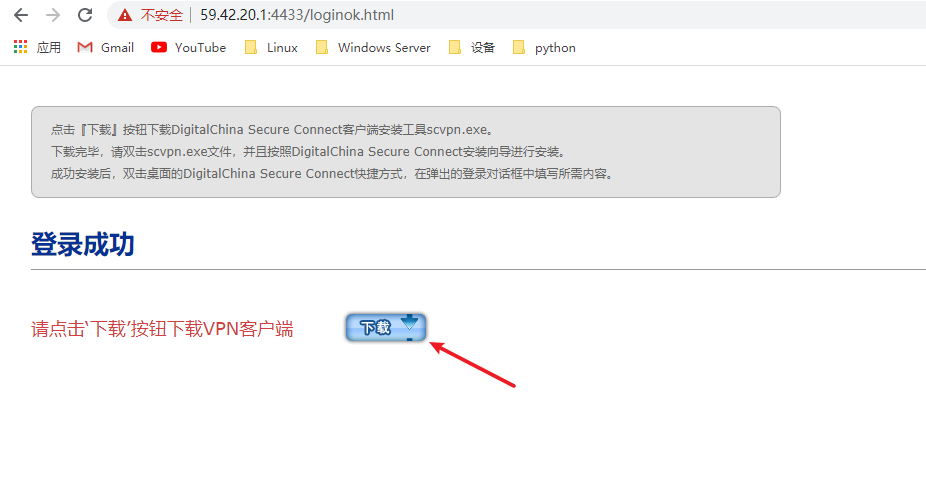 不安全 59.42.20.1:4433/loginok.html
应用 Gmail YouTube Linux Windows Server 设备 python
点击『下载』按钮下载DigitalChina Secure Connect客户端安装工具scvpn.exe。
下载完毕，请双击scvpn.exe文件，并且按照DigitalChina Secure Connect安装向导进行安装。
成功安装后，双击桌面的DigitalChina Secure Connect快捷方式，在弹出的登录对话框中填写所需内容。
登录成功
请点击‘下载’按钮下载VPN客户端 下载